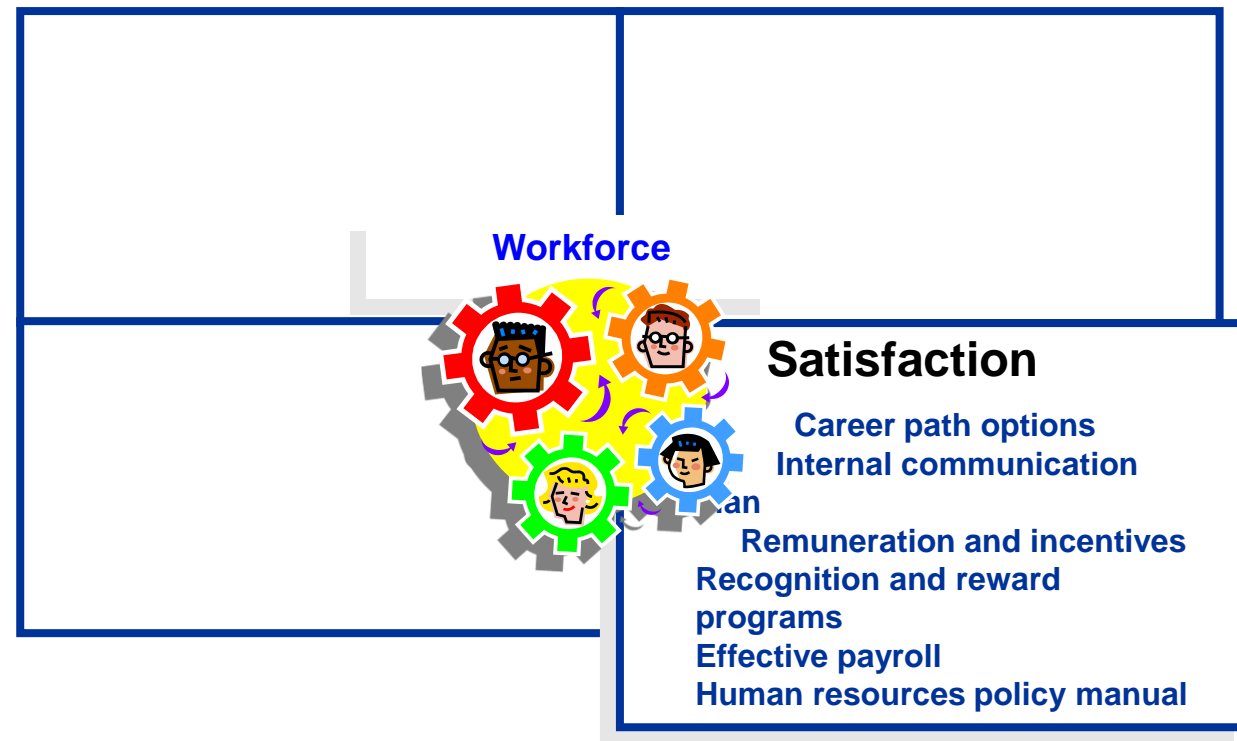 Workforce
Satisfaction
Career path options
Internal communication
an
Remuneration and incentives
Recognition and reward
programs
Effective payroll
Human resources policy manual